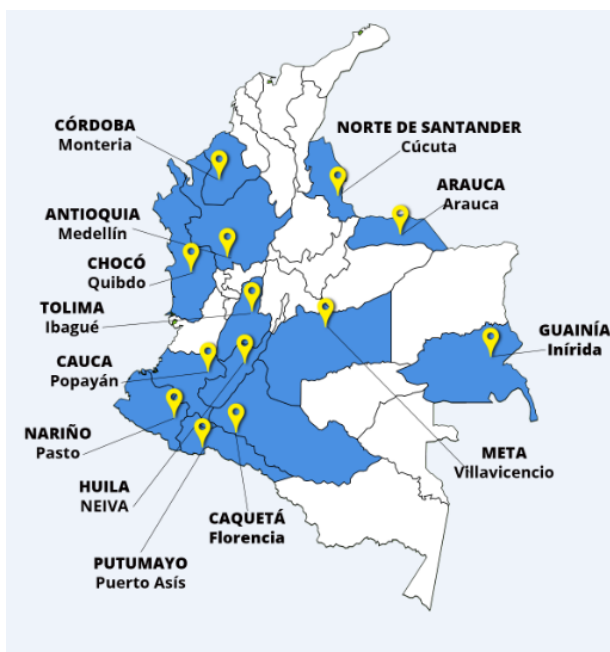 CÓRDOBA
Monteria
NORTE DE SANTANDER
Cúcuta
ARAUCA
Arauca
ANTIOQUIA
Medellín
CHOCÓ
Quibdo
TOLIMA
Ibagué
GUAINÍA
Inírida
CAUCA
Popayán
NARIÑO
Pasto
META
Villavicencio
HUILA
NEIVA
CAQUETÁ
Florencia
PUTUMAYO
Puerto Asís